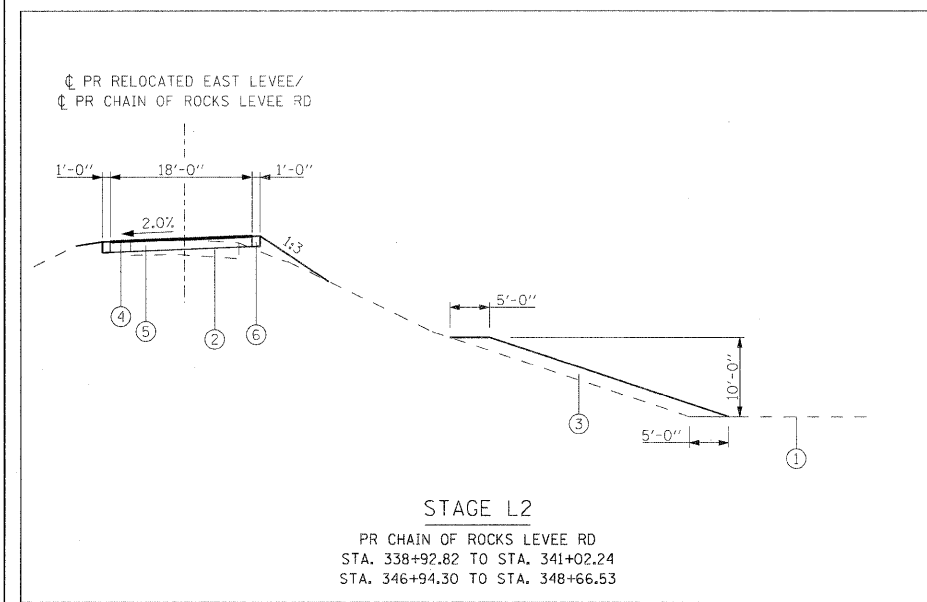 ℄ PR RELOCATED EAST LEVEE/
℄ PR CHAIN OF ROCKS LEVEE RD
1'-0" 18'-0" 1'-0"
2.0%
1:3
4 5 2 6
5'-0"
10'-0"
3
5'-0"
1
STAGE L2
PR CHAIN OF ROCKS LEVEE RD
STA. 338+92.82 TO STA. 341+02.24
STA. 346+94.30 TO STA. 348+66.53